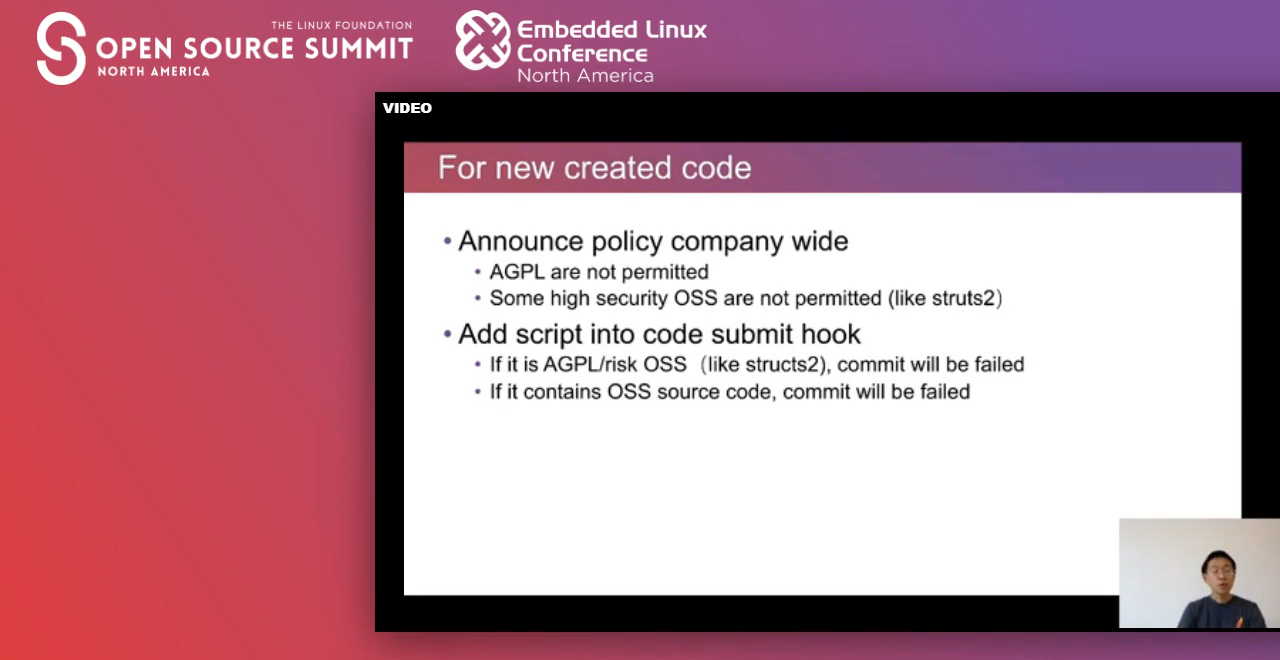 THE LINUX FOUNDATION
OPEN SOURCE SUMMIT
NORTH AMERICA
Embedded Linux
Conference
North America
VIDEO
For new created code
• Announce policy company wide
• AGPL are not permitted
• Some high security OSS are not permitted (like struts2）
• Add script into code submit hook
• If it is AGPL/risk OSS（like structs2), commit will be failed
• If it contains OSS source code, commit will be failed